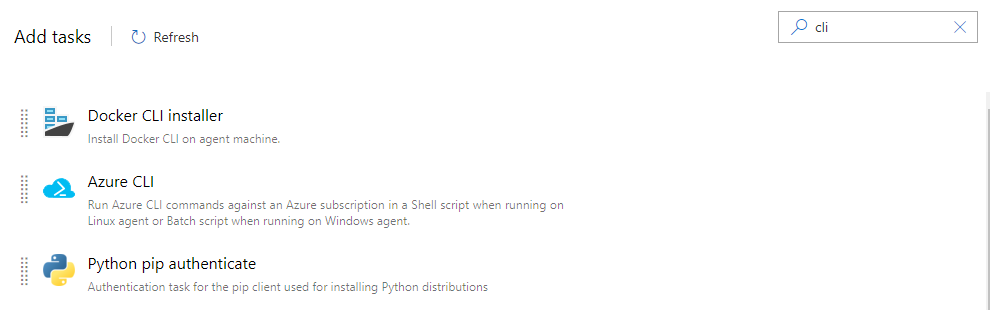 Add tasks
Refresh
cli
Docker CLI installer
Install Docker CLI on agent machine.
Azure CLI
Run Azure CLI commands against an Azure subscription in a Shell script when running on
Linux agent or Batch script when running on Windows agent.
Python pip authenticate
Authentication task for the pip client used for installing Python distributions